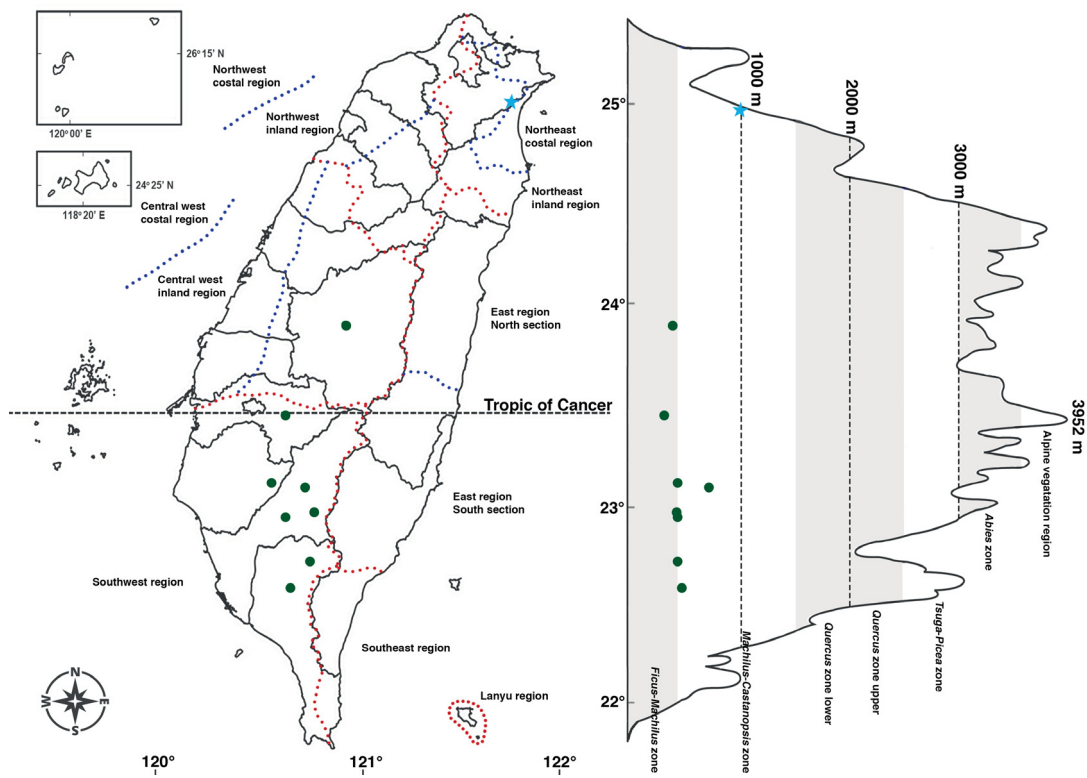 26°15' N
120°00' E
24°25' N
118°20' E
Northwest
costal region
Northwest
inland region
Northeast
costal region
Northeast
inland region
Central west
costal region
Central west
inland region
East region
North section
Tropic of Cancer
East region
South section
Southwest region
Southeast region
Lanyu region
N
W
E
S
120°
121°
122°
25°
24°
23°
22°
1000 m
2000 m
3000 m
3952 m
Ficus-Machilus zone
Machilus-Castanopsis zone
Quercus zone lower
Quercus zone upper
Tsuga-Picea zone
Abies zone
Alpine vegatation region